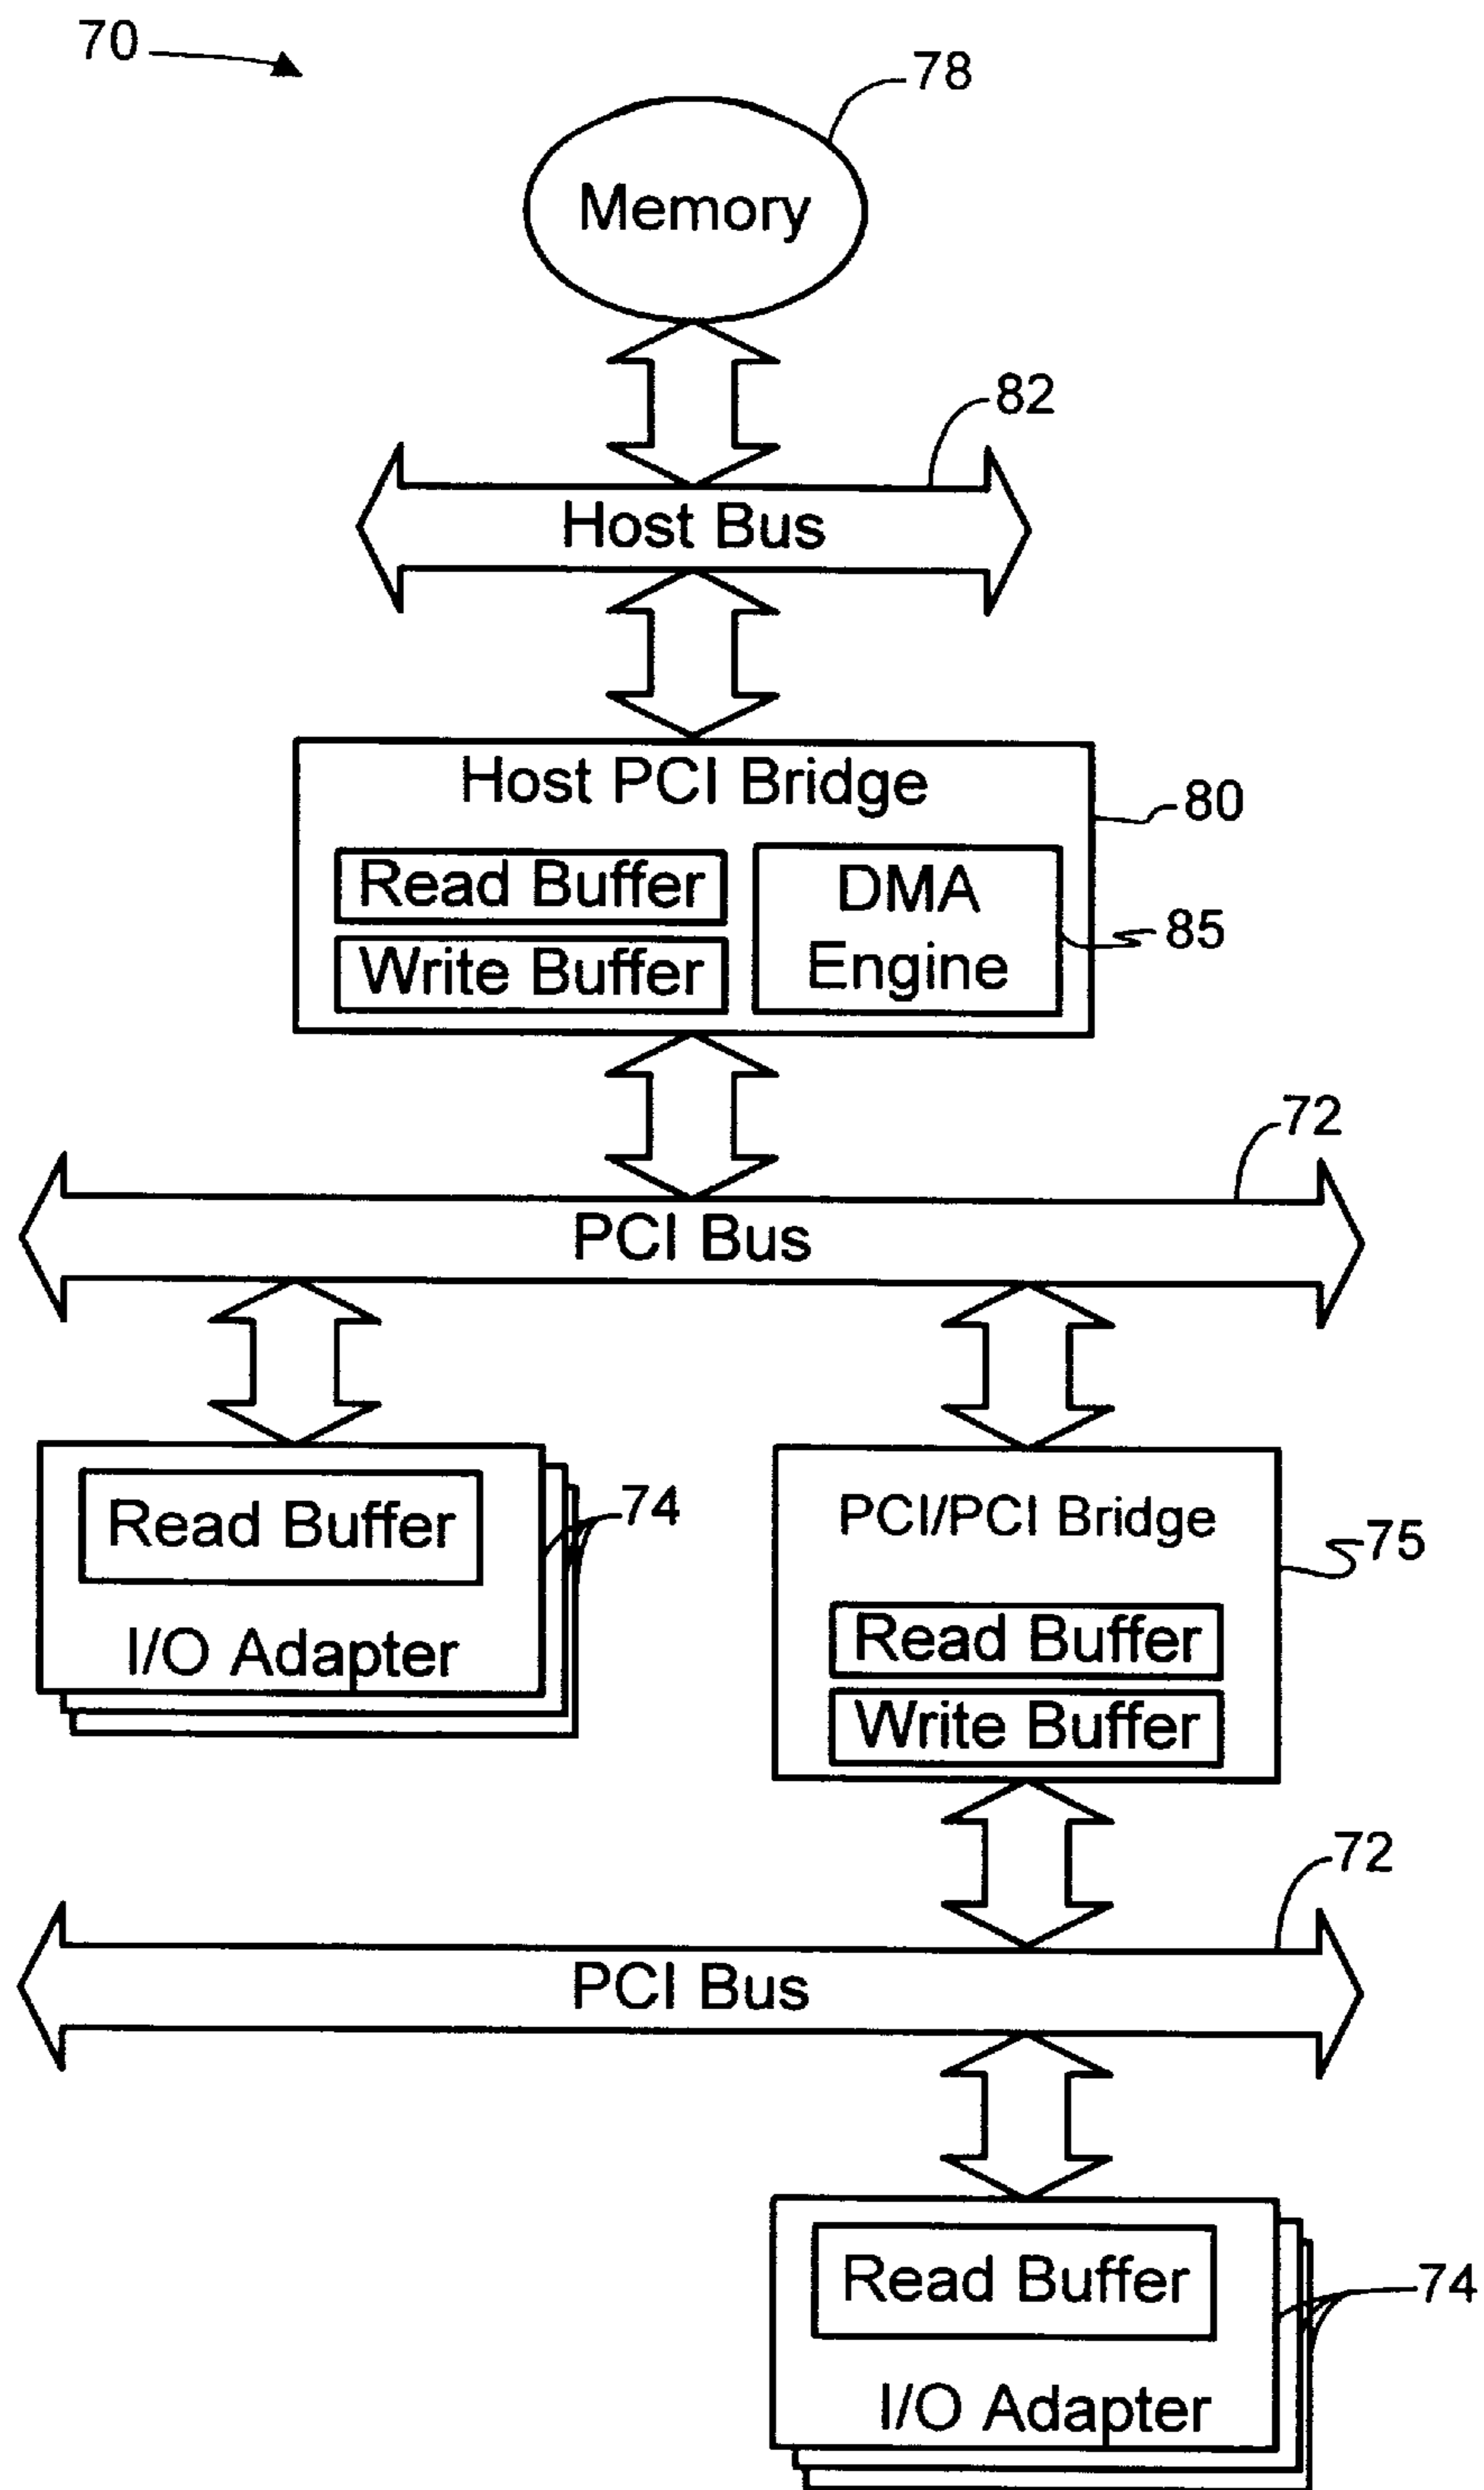 70
78
Memory
82
Host Bus
Host PCI Bridge
80
Read Buffer
DMA
Engine
85
Write Buffer
72
PCI Bus
Read Buffer
74
I/O Adapter
PCI/PCI Bridge
75
Read Buffer
Write Buffer
72
PCI Bus
Read Buffer
74
I/O Adapter